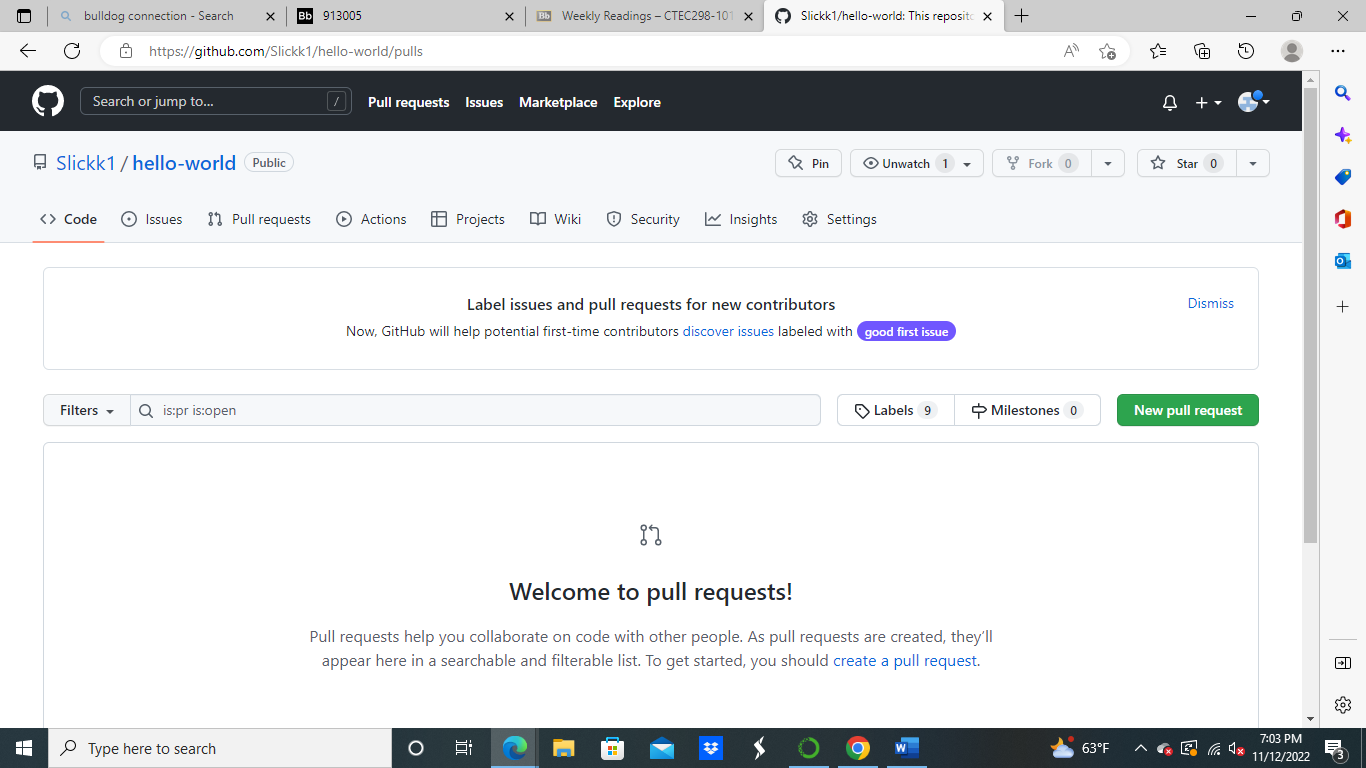 bulldog connection - Search
Bb 913005
Bb Weekly Readings – CTEC298-101
Slickk1/hello-world: This reposito
https://github.com/Slickk1/hello-world/pulls
Search or jump to... /
Pull requests Issues Marketplace Explore
Slickk1 / hello-world Public
Pin Unwatch 1 Fork 0 Star 0
Code Issues Pull requests Actions Projects Wiki Security Insights Settings
Label issues and pull requests for new contributors
Dismiss
Now, GitHub will help potential first-time contributors discover issues labeled with good first issue
Filters is:pr is:open Labels 9 Milestones 0 New pull request
Welcome to pull requests!
Pull requests help you collaborate on code with other people. As pull requests are created, they’ll
appear here in a searchable and filterable list. To get started, you should create a pull request.
Type here to search
63°F
7:03 PM
11/12/2022
3